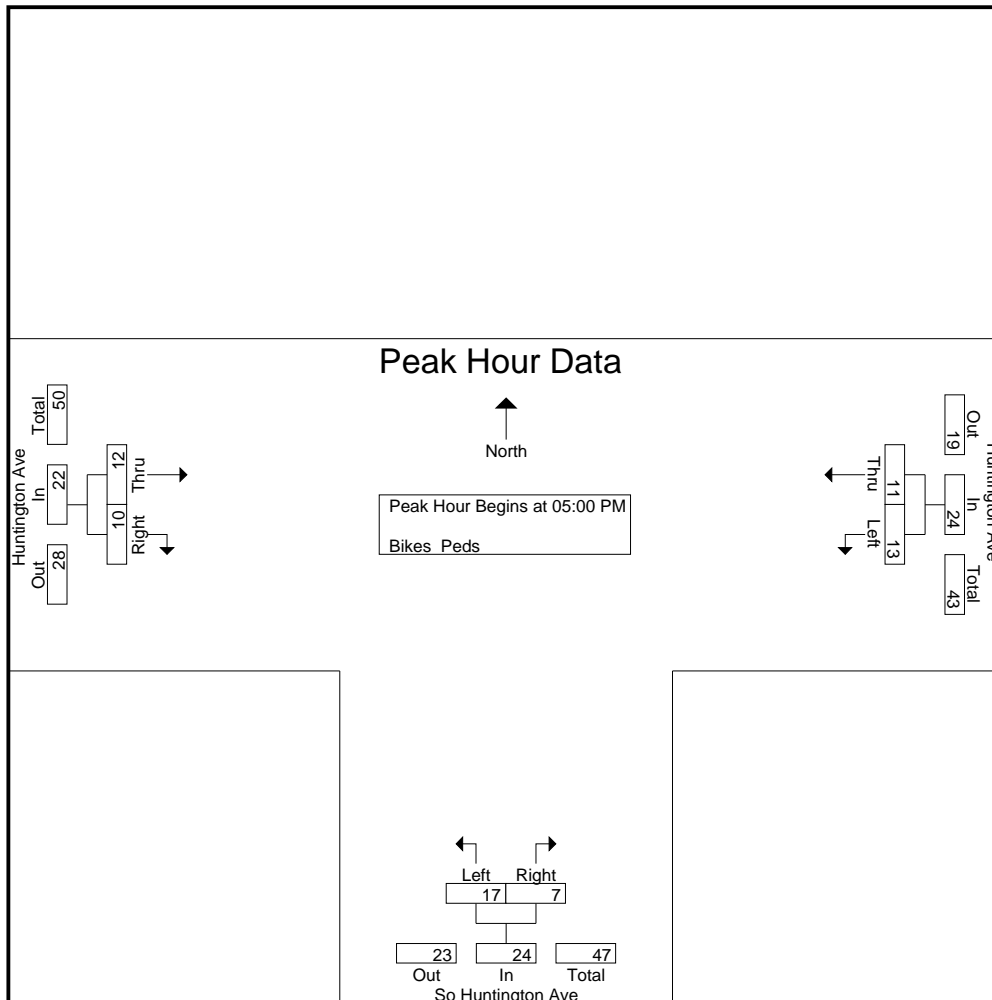 Peak Hour Data
North
Peak Hour Begins at 05:00 PM
Bikes Peds
Huntington Ave
Total
50
In
22
Out
28
12
Thru
10
Right
Out
19
In
24
Total
43
Huntington Ave
Thru
11
Left
13
Left
Right
17
7
23
24
47
Out
In
Total
So Huntington Ave